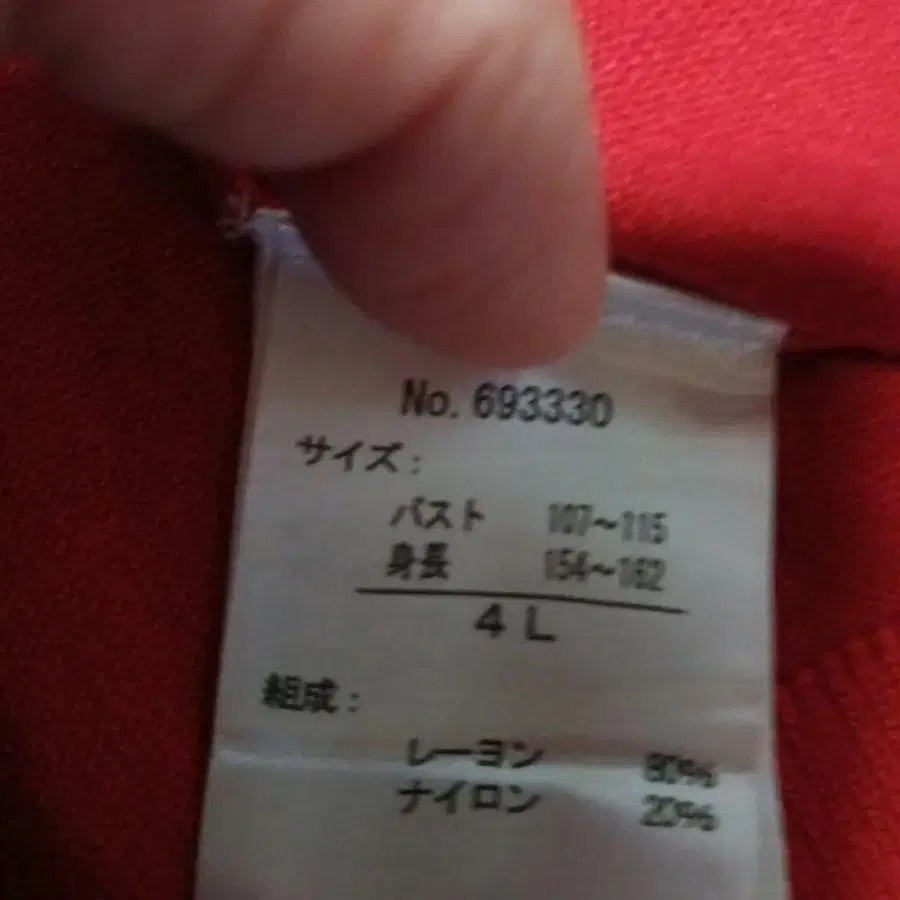 No. 693330
サイズ:
バスト 107~115
身長 154~162
4L
組成:
レーヨン 80%
ナイロン 20%